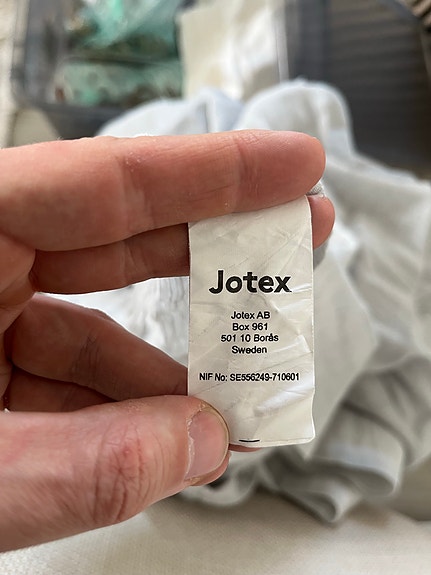 Jotex
Jotex AB
Box 961
501 10 Borås
Sweden
NIF No: SE556249-710601